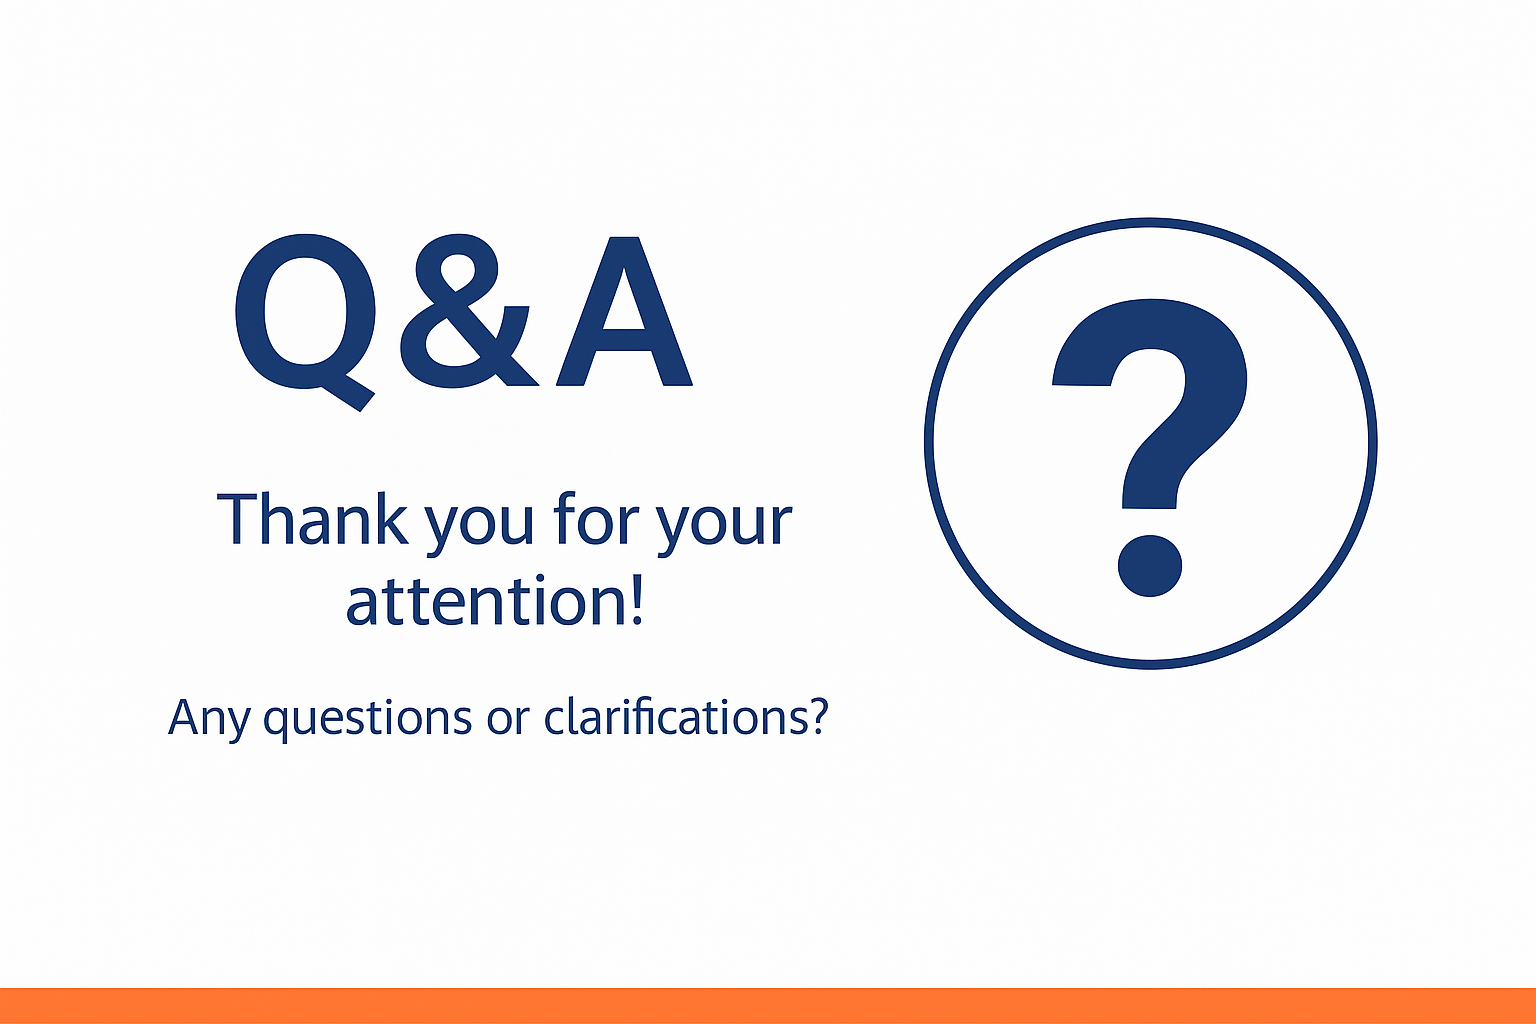 Q&A
Thank you for your
attention!
Any questions or clarifications?
?